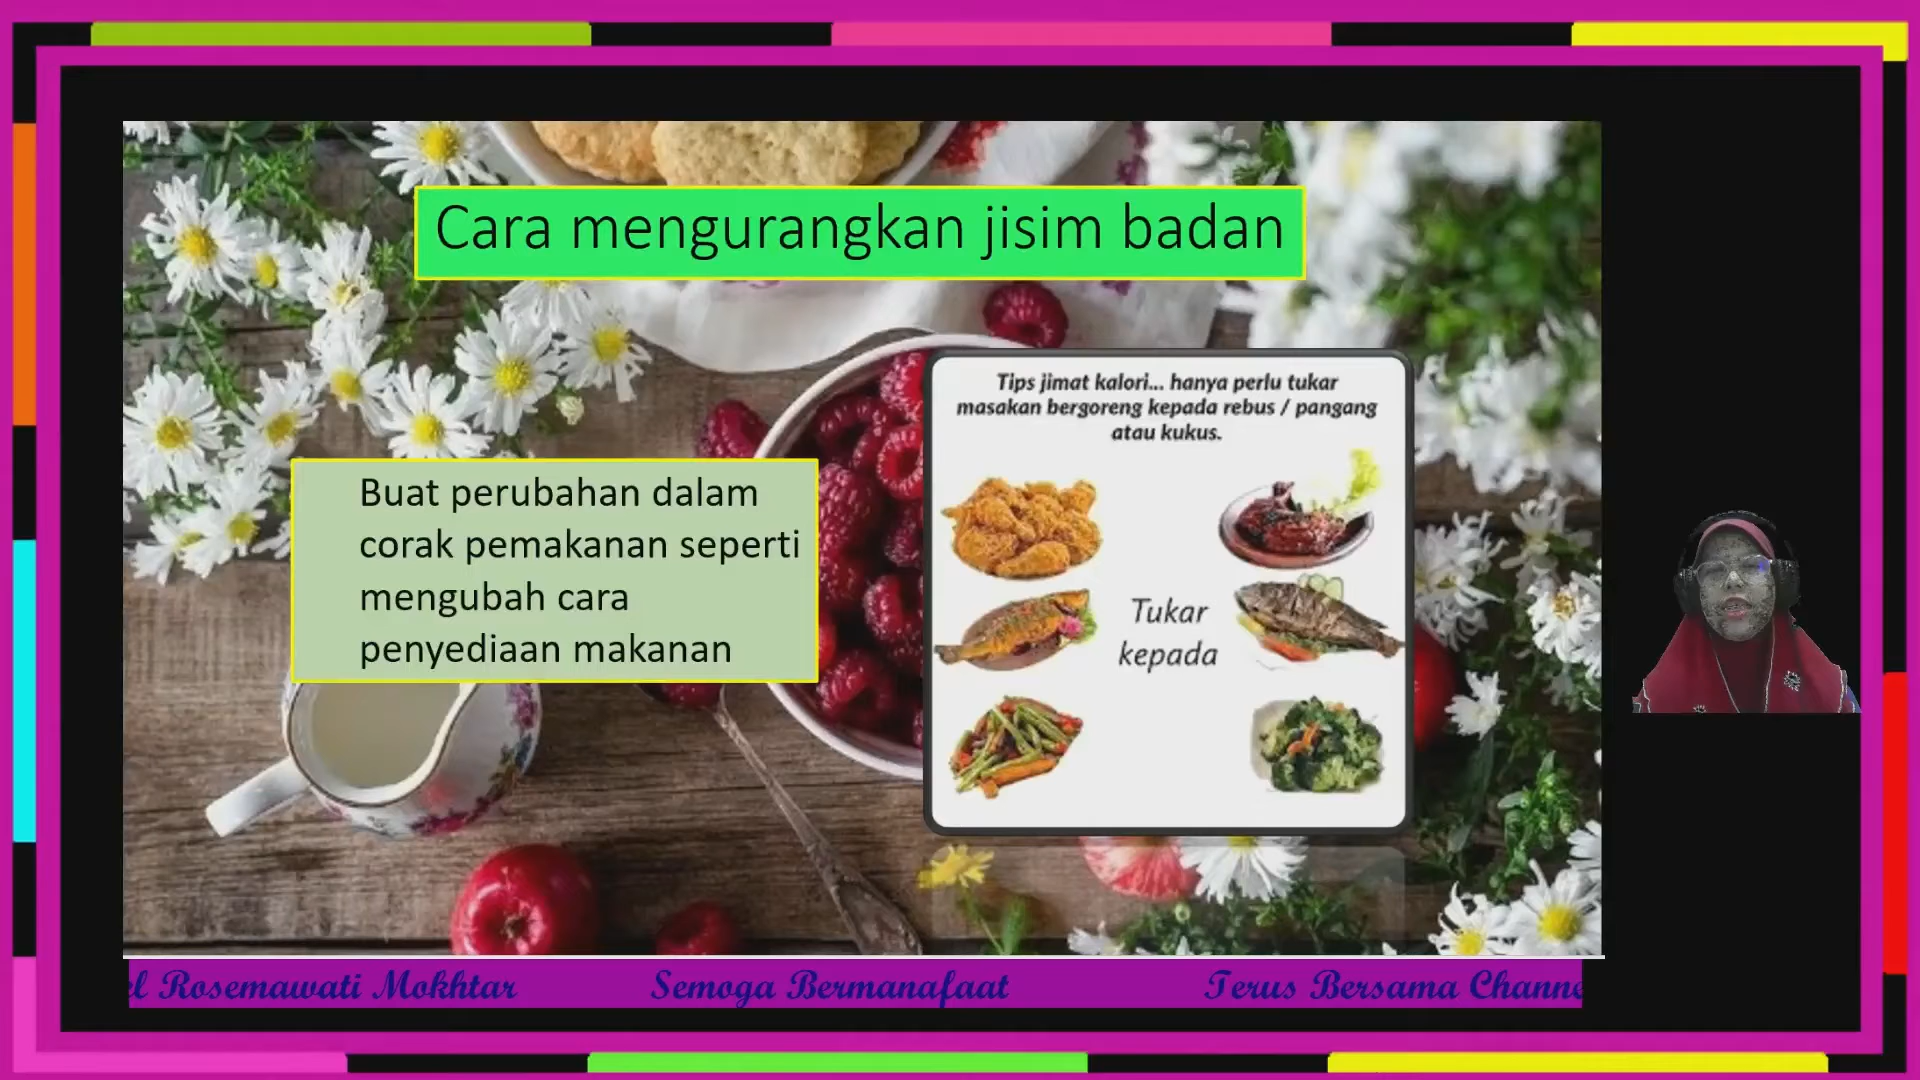 Cara mengurangkan jisim badan
Tips jimat kalori... hanya perlu tukar
masakan bergoreng kepada rebus / pangang
atau kukus.
Buat perubahan dalam
corak pemakanan seperti
mengubah cara
penyediaan makanan
Tukar
kepada
Rosemawati Mokhtar Semoga Bermanafaat Terus Bersama